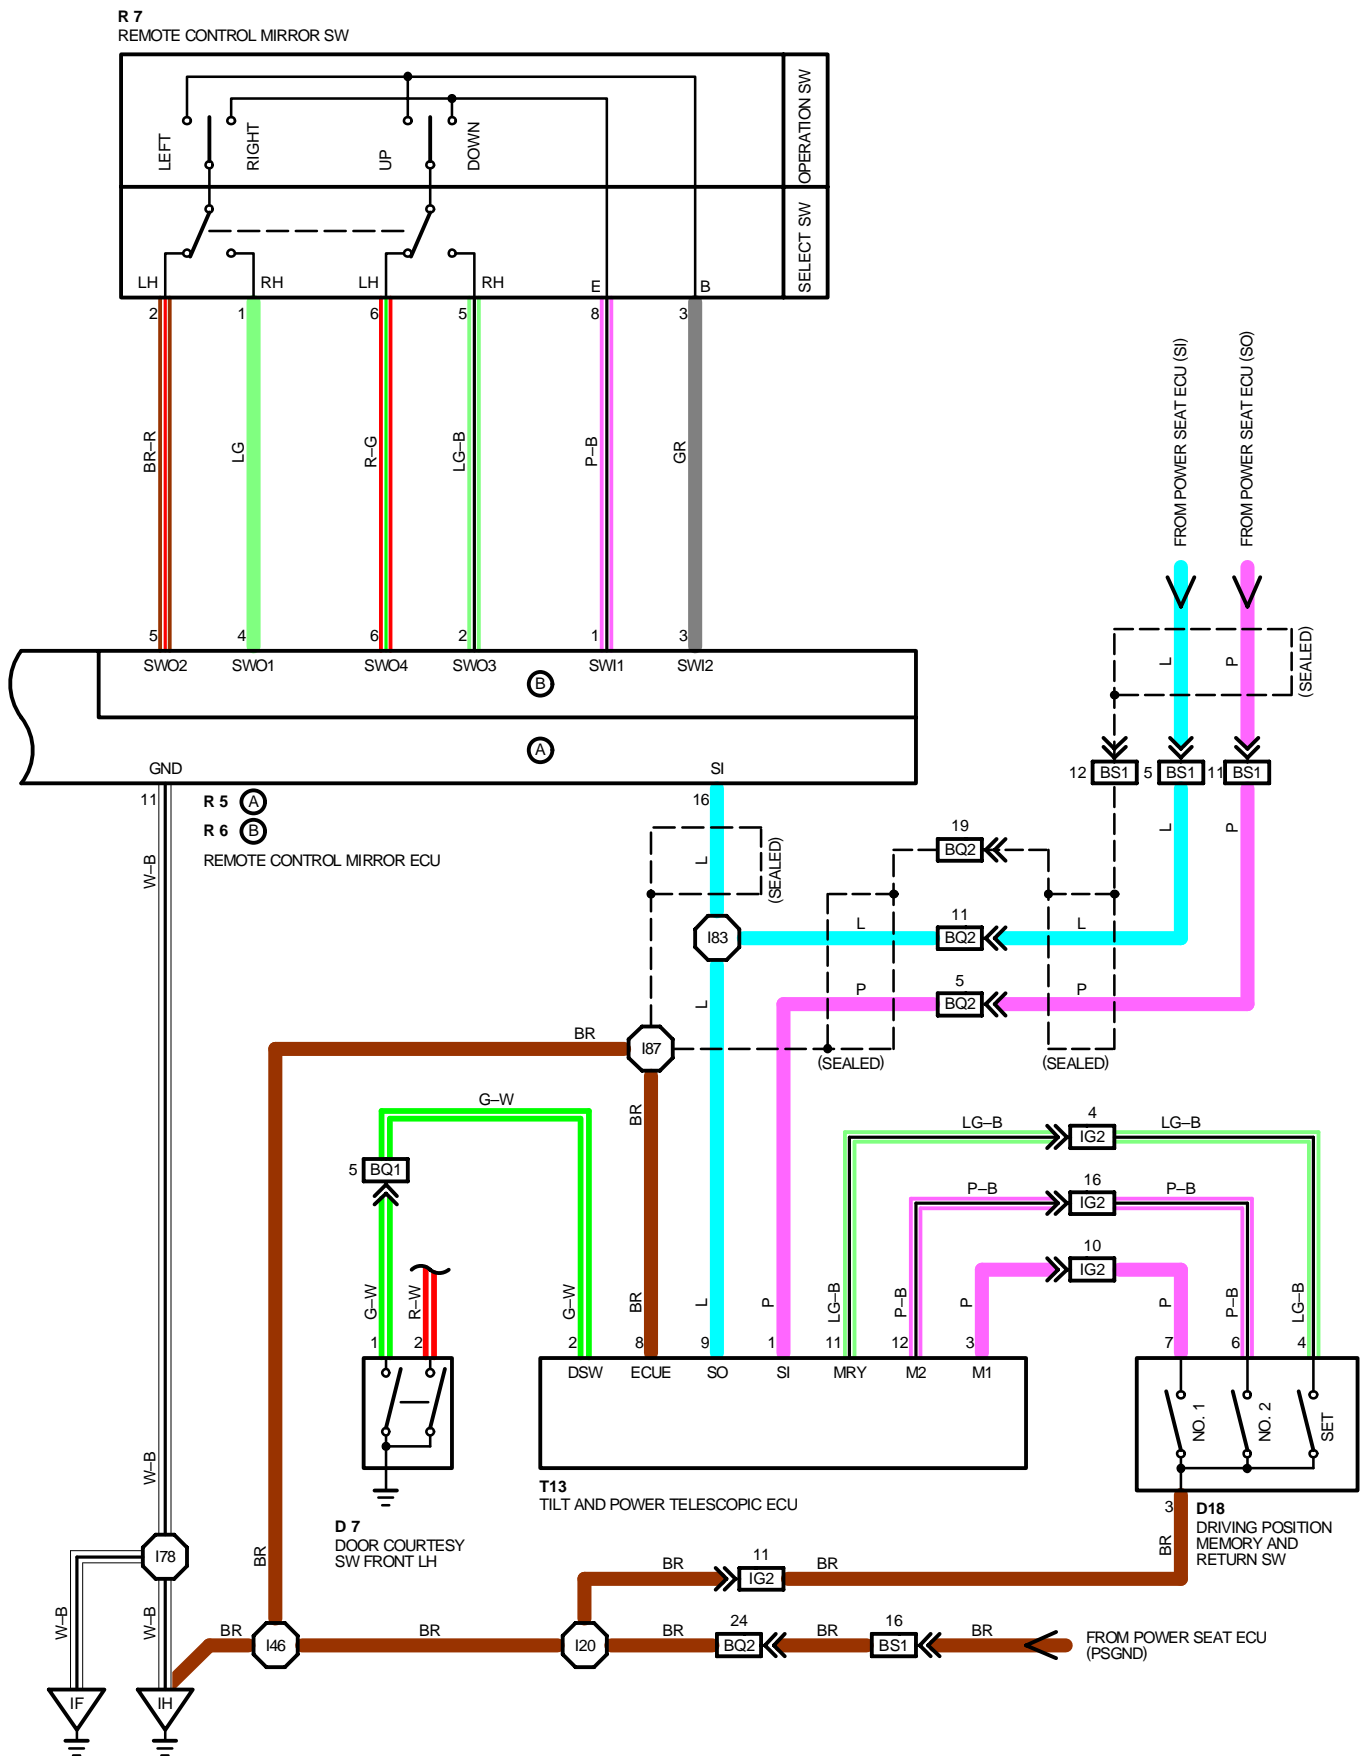 R 7
REMOTE CONTROL MIRROR SW
LEFT
RIGHT
UP
DOWN
OPERATION SW
SELECT SW
LH
RH
LH
RH
E
B
2
1
6
5
8
3
BR–R
LG
R–G
LG–B
P–B
GR
FROM POWER SEAT ECU (SI)
FROM POWER SEAT ECU (SO)
5
4
6
2
1
3
SWO2
SWO1
SWO4
SWO3
SWI1
SWI2
B
A
L
P
(SEALED)
GND
SI
12
BS1
5
BS1
11
BS1
11
R 5
A
R 6
B
REMOTE CONTROL MIRROR ECU
16
W–B
L
(SEALED)
L
P
19
BQ2
I83
L
11
BQ2
L
L
P
5
BQ2
P
BR
I87
(SEALED)
(SEALED)
G–W
BR
LG–B
4
IG2
LG–B
5
BQ1
P–B
16
IG2
P–B
10
IG2
G–W
R–W
G–W
BR
L
P
LG–B
P–B
P
P
P–B
LG–B
1
2
2
8
9
1
11
12
3
7
6
4
DSW
ECUE
SO
SI
MRY
M2
M1
NO. 1
NO. 2
SET
W–B
T13
TILT AND POWER TELESCOPIC ECU
D 7
DOOR COURTESY
SW FRONT LH
3
D18
DRIVING POSITION
MEMORY AND
RETURN SW
BR
I78
BR
BR
11
IG2
BR
W–B
W–B
BR
I46
BR
I20
BR
24
BQ2
BR
16
BS1
BR
FROM POWER SEAT ECU
(PSGND)
IF
IH